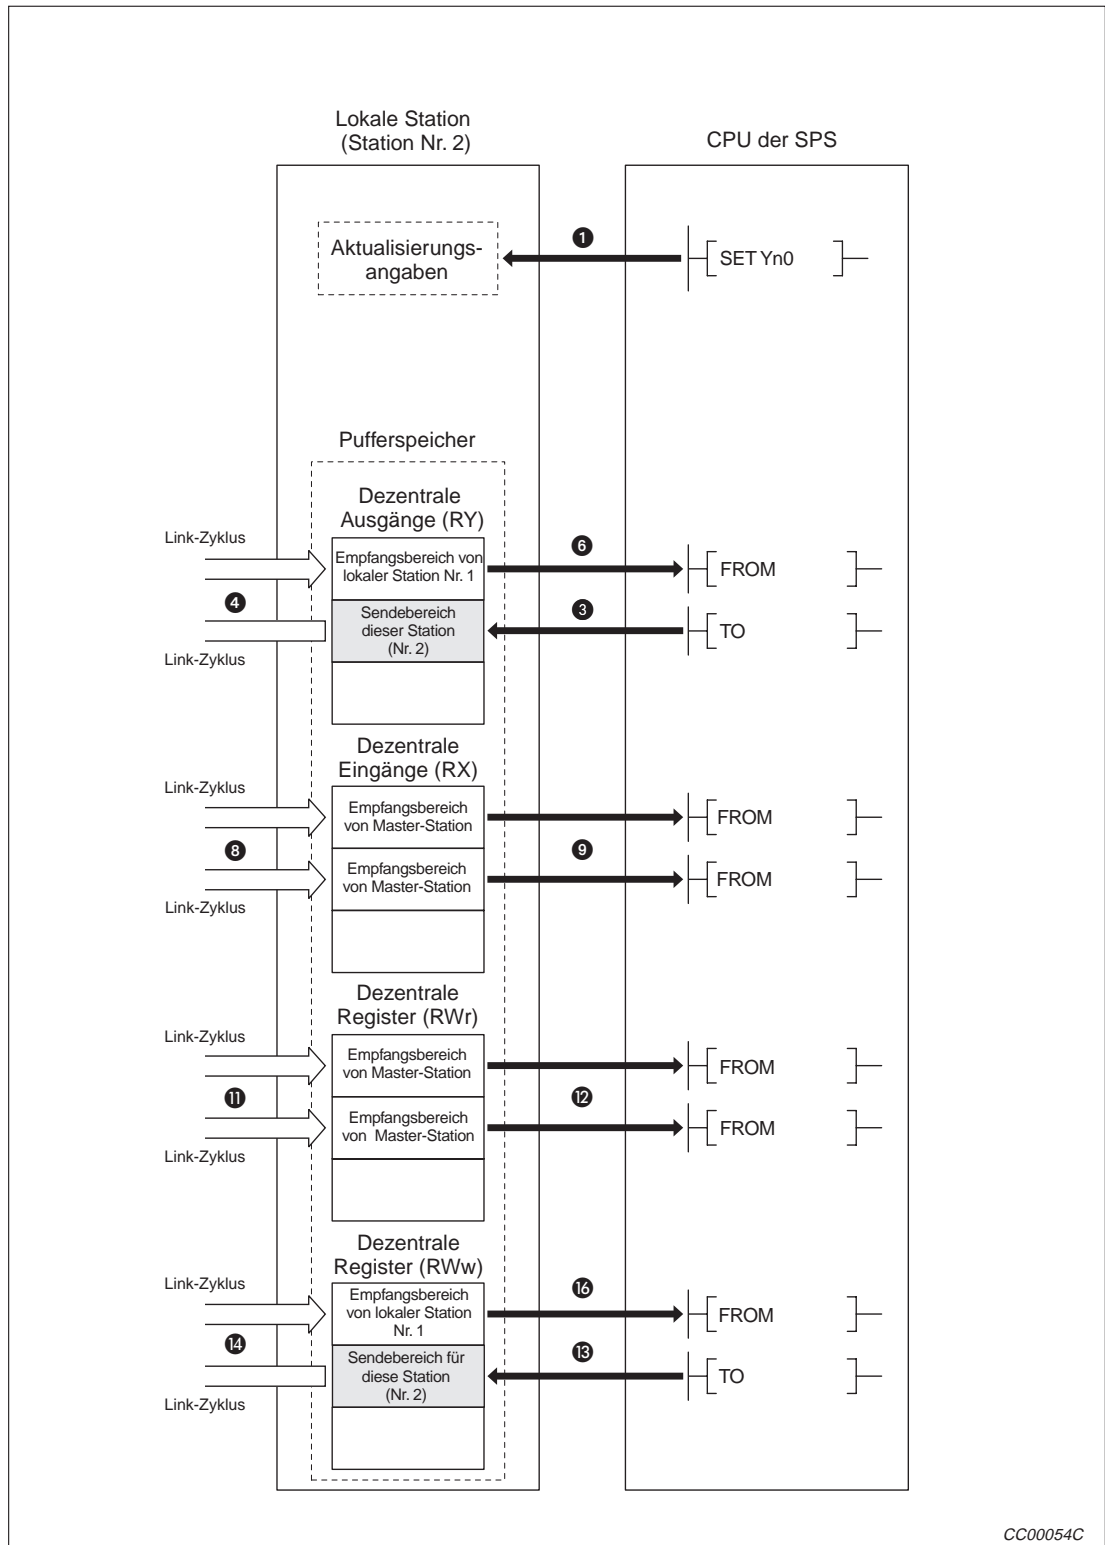 Lokale Station
(Station Nr. 2)
CPU der SPS
Aktualisierungs-
angaben
❶
SET Yn0
Pufferspeicher
Dezentrale
Ausgänge (RY)
Link-Zyklus
Empfangsbereich von
lokaler Station Nr. 1
❻
FROM
❹
Sendebereich
dieser Station
(Nr. 2)
❸
TO
Link-Zyklus
Dezentrale
Eingänge (RX)
Link-Zyklus
Empfangsbereich
von Master-Station
FROM
❽
Empfangsbereich
von Master-Station
❾
FROM
Link-Zyklus
Dezentrale
Register (RWr)
Link-Zyklus
Empfangsbereich
von Master-Station
FROM
⓫
Empfangsbereich
von Master-Station
⓬
FROM
Link-Zyklus
Dezentrale
Register (RWw)
Link-Zyklus
Empfangsbereich
von lokaler Station
Nr. 1
⓰
FROM
⓮
Sendebereich für
diese Station
(Nr. 2)
⓭
TO
Link-Zyklus
CC00054C